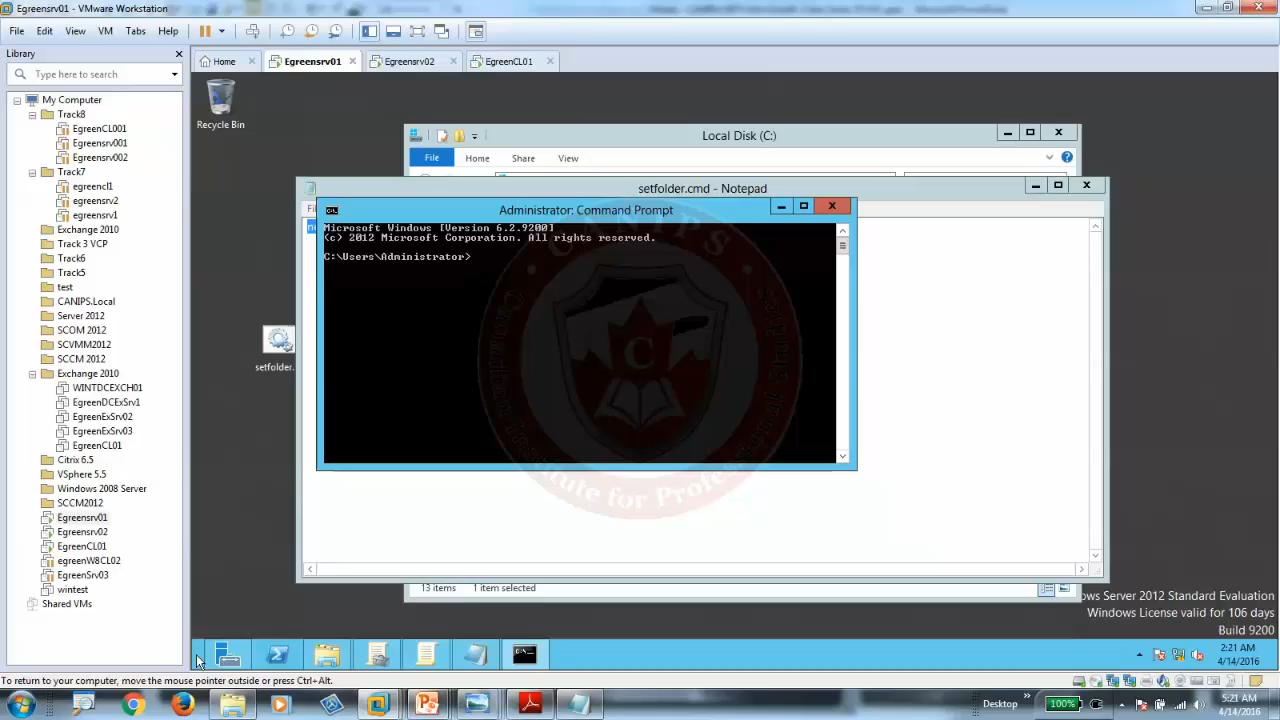 Egreensrv01 - VMware Workstation
File Edit View VM Tabs Help
Library
Type here to search
My Computer
Track8
EgreenCL001
Egreensrv001
Egreensrv002
Track7
egreencl1
egreensrv2
egreensrv1
Exchange 2010
Track 3 VCP
Track6
Track5
test
CANIPS.Local
Server 2012
SCOM 2012
SCVMM2012
SCCM 2012
Exchange 2010
WINTDCEXCH01
EgreenDCExSrv1
EgreenExSrv02
EgreenExSrv03
EgreenCL01
Citrix 6.5
VSphere 5.5
Windows 2008 Server
SCCM2012
Egreensrv01
Egreensrv02
EgreenCL01
egreenW8CL02
EgreenSrv03
wintest
Shared VMs
Home Egreensrv01 Egreensrv02 EgreenCL01
Recycle Bin
setfolder.
Local Disk (C:)
File Home Share View
setfolder.cmd - Notepad
Administrator: Command Prompt
Microsoft Windows [Version 6.2.9200]
(c) 2012 Microsoft Corporation. All rights reserved.
C:\Users\Administrator>
CANIPS
C
Institute for Profe
13 items 1 item selected
ows Server 2012 Standard Evaluation
Windows License valid for 106 days
Build 9200
2:21 AM
4/14/2016
To return to your computer, move the mouse pointer outside or press Ctrl+Alt.
Desktop
100%
5:21 AM
4/14/2016